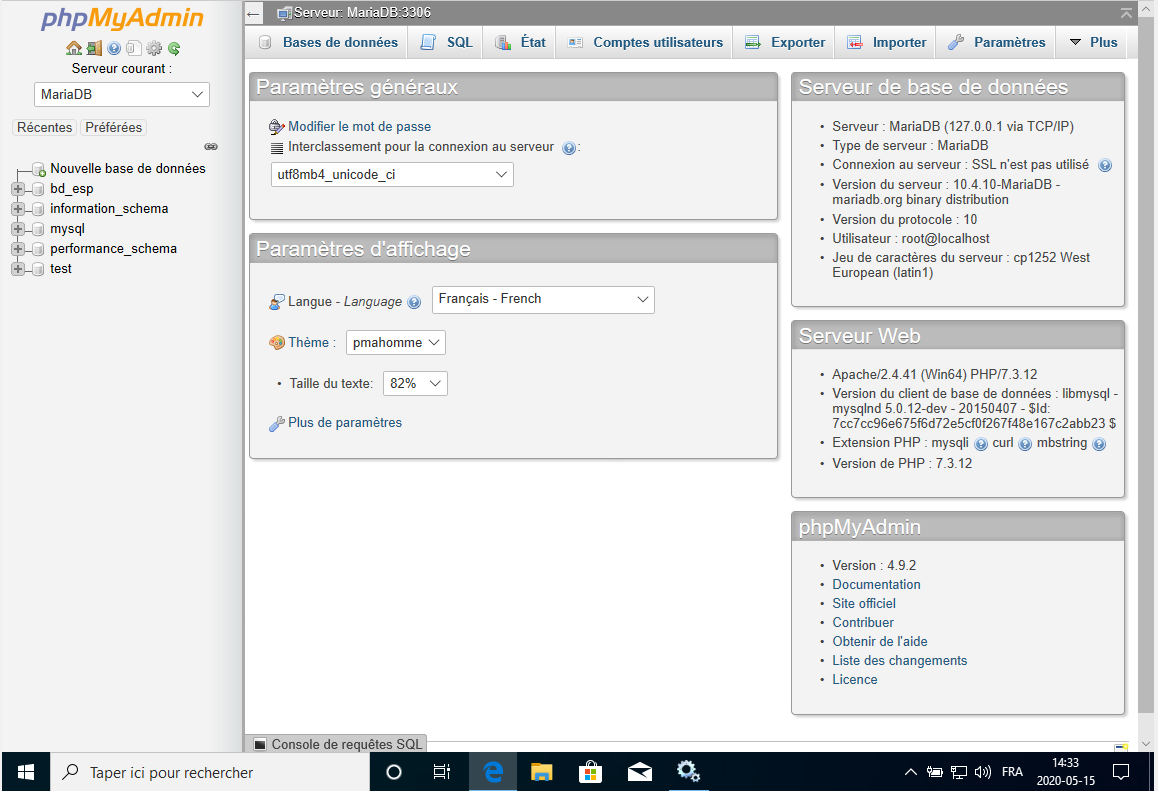 phpMyAdmin
Serveur courant :
MariaDB
Récentes Préférées
Nouvelle base de données
bd_esp
information_schema
mysql
performance_schema
test
Serveur: MariaDB:3306
Bases de données SQL État Comptes utilisateurs Exporter Importer Paramètres Plus
Paramètres généraux
Modifier le mot de passe
Interclassement pour la connexion au serveur :
utf8mb4_unicode_ci
Paramètres d'affichage
Langue - Language Français - French
Thème : pmahomme
• Taille du texte: 82%
Plus de paramètres
Serveur de base de données
• Serveur : MariaDB (127.0.0.1 via TCP/IP)
• Type de serveur : MariaDB
• Connexion au serveur : SSL n'est pas utilisé
• Version du serveur : 10.4.10-MariaDB -
mariadb.org binary distribution
• Version du protocole : 10
• Utilisateur : root@localhost
• Jeu de caractères du serveur : cp1252 West
European (latin1)
Serveur Web
• Apache/2.4.41 (Win64) PHP/7.3.12
• Version du client de base de données : libmysql -
mysqlnd 5.0.12-dev - 20150407 - $Id:
7cc7cc96e675f6d72e5cf0f267f48e167c2abb23 $
• Extension PHP : mysqli curl mbstring
• Version de PHP : 7.3.12
phpMyAdmin
• Version : 4.9.2
• Documentation
• Site officiel
• Contribuer
• Obtenir de l'aide
• Liste des changements
• Licence
Console de requêtes SQL
Taper ici pour rechercher
FRA
14:33
2020-05-15